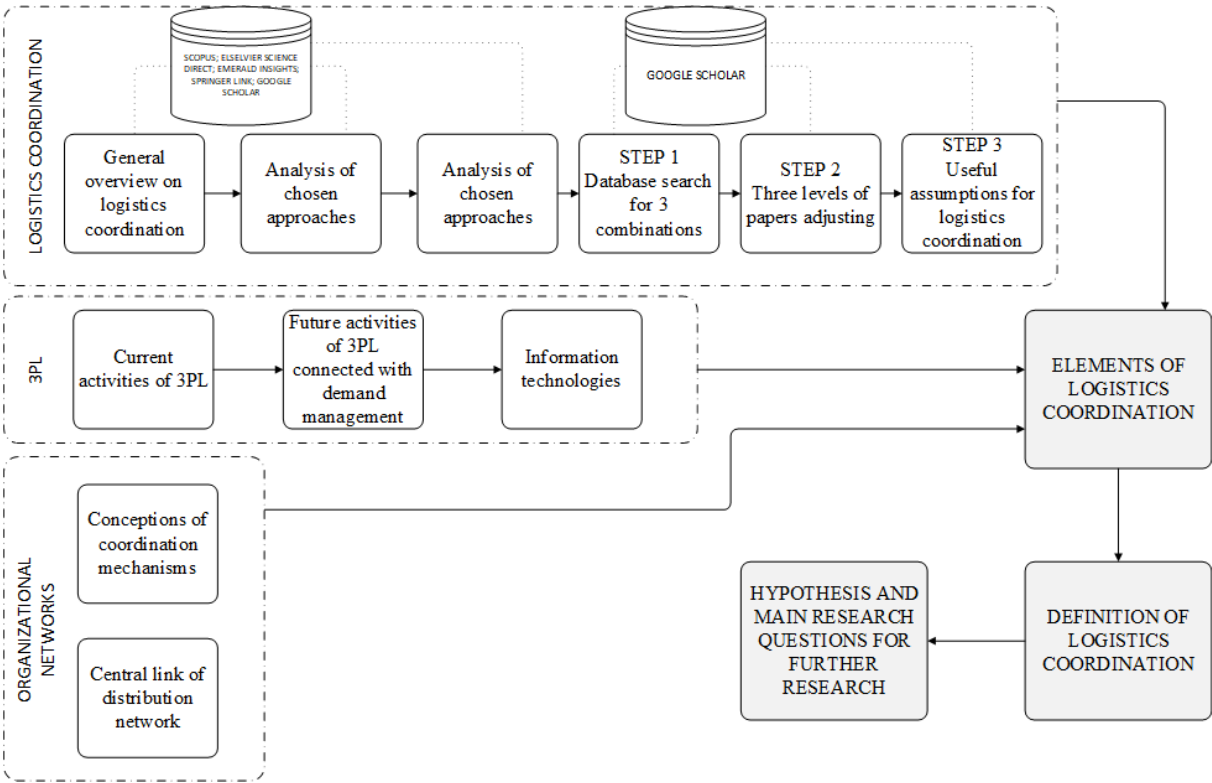 LOGISTICS COORDINATION
SCOPUS; ELSELVIER SCIENCE
DIRECT; EMERALD INSIGHTS;
SPRINGER LINK; GOOGLE
SCHOLAR
GOOGLE SCHOLAR
General
overview on
logistics
coordination
Analysis of
chosen
approaches
Analysis of
chosen
approaches
STEP 1
Database search
for 3
combinations
STEP 2
Three levels of
papers adjusting
STEP 3
Useful
assumptions for
logistics
coordination
3PL
Current
activities of 3PL
Future activities
of 3PL
connected with
demand
management
Information
technologies
ELEMENTS OF
LOGISTICS
COORDINATION
ORGANIZATIONAL
NETWORKS
Conceptions of
coordination
mechanisms
Central link of
distribution
network
HYPOTHESIS AND
MAIN RESEARCH
QUESTIONS FOR
FURTHER
RESEARCH
DEFINITION OF
LOGISTICS
COORDINATION